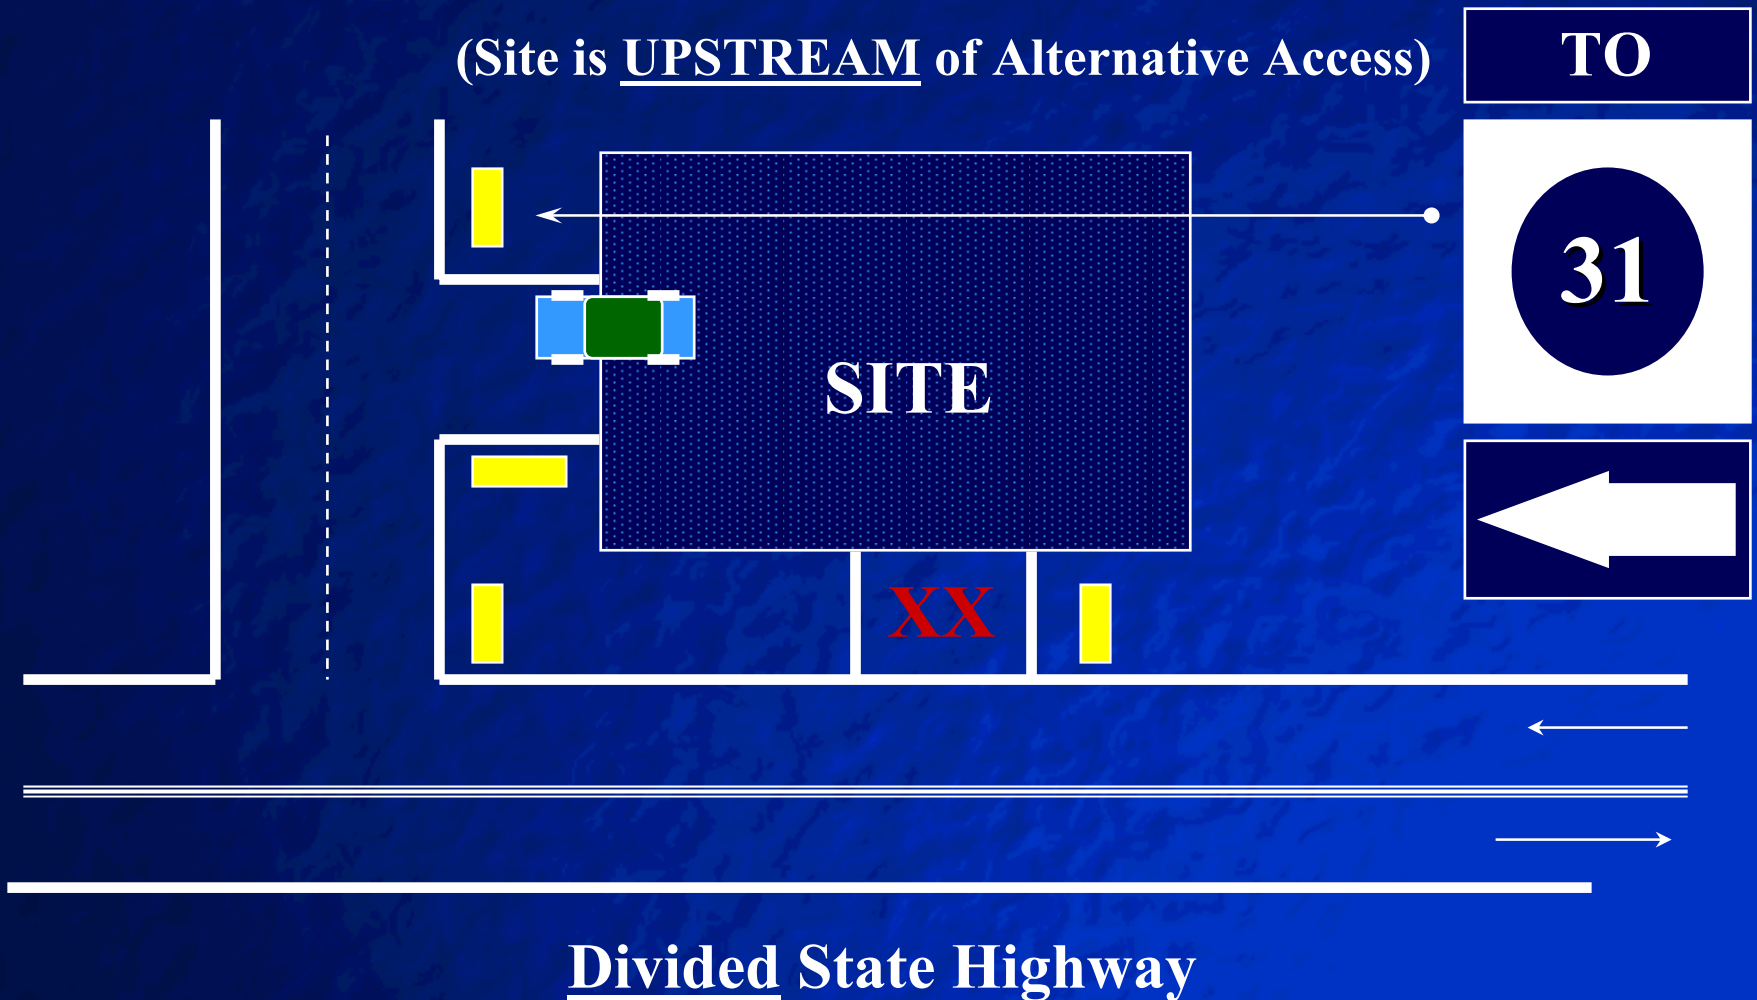 (Site is UPSTREAM of Alternative Access)
TO
31
SITE
XX
Divided State Highway